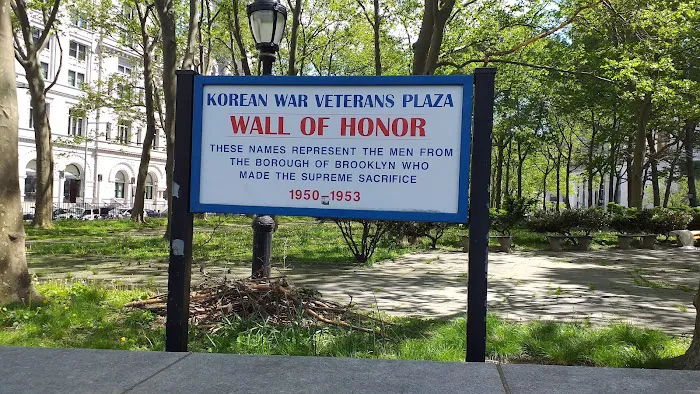 KOREAN WAR VETERANS PLAZA
WALL OF HONOR
THESE NAMES REPRESENT THE MEN FROM
THE BOROUGH OF BROOKLYN WHO
MADE THE SUPREME SACRIFICE
1950-1953